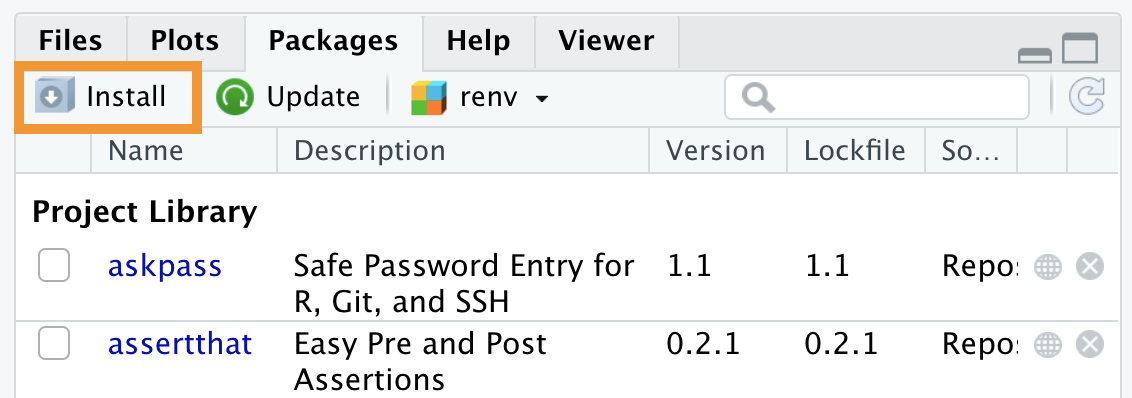 Files Plots Packages Help Viewer
Install Update renv
Name Description Version Lockfile So...
Project Library
askpass Safe Password Entry for 1.1 1.1 Repos
R, Git, and SSH
assertthat Easy Pre and Post 0.2.1 0.2.1 Repos
Assertions